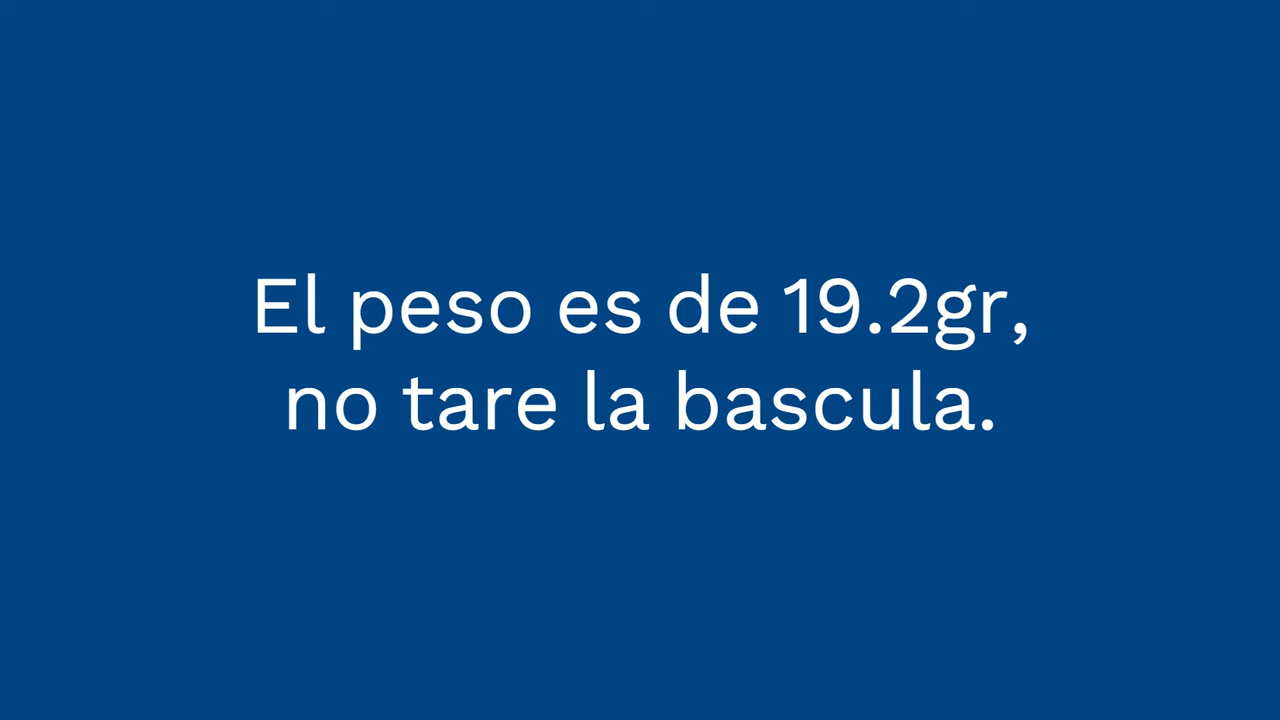 El peso es de 19.2gr,
no tare la bascula.